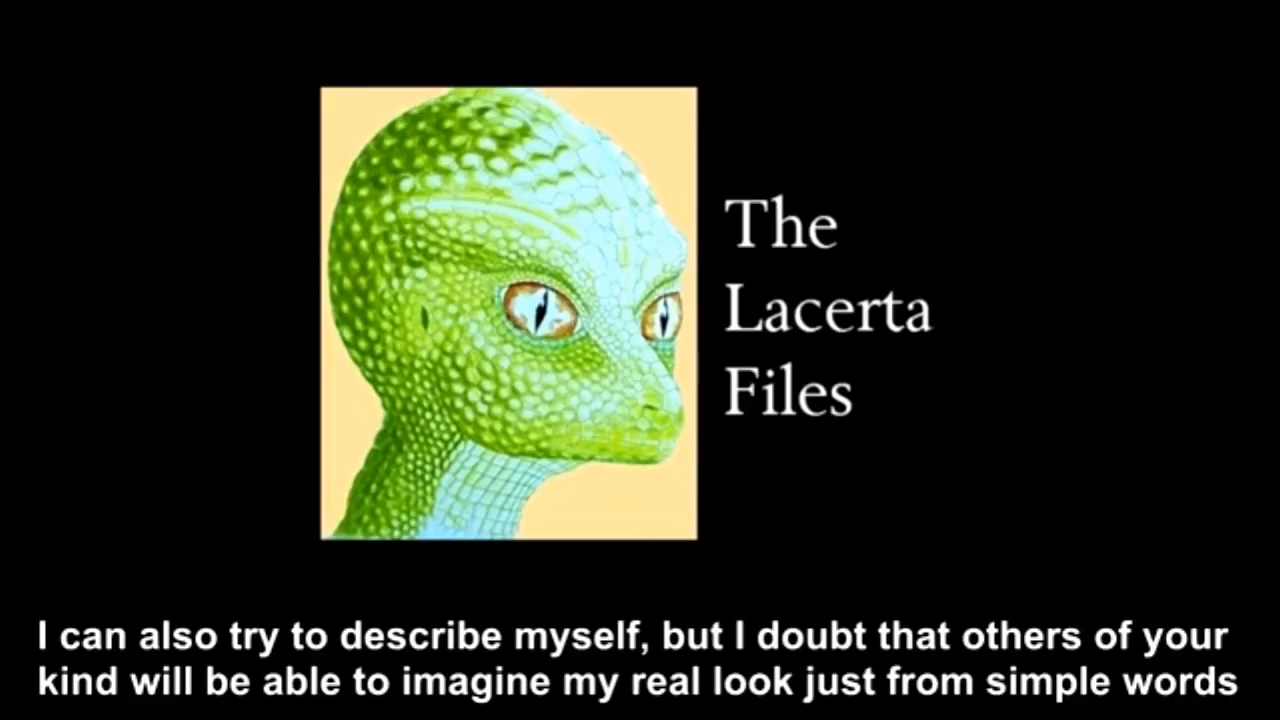 The
Lacerta
Files
I can also try to describe myself, but I doubt that others of your
kind will be able to imagine my real look just from simple words